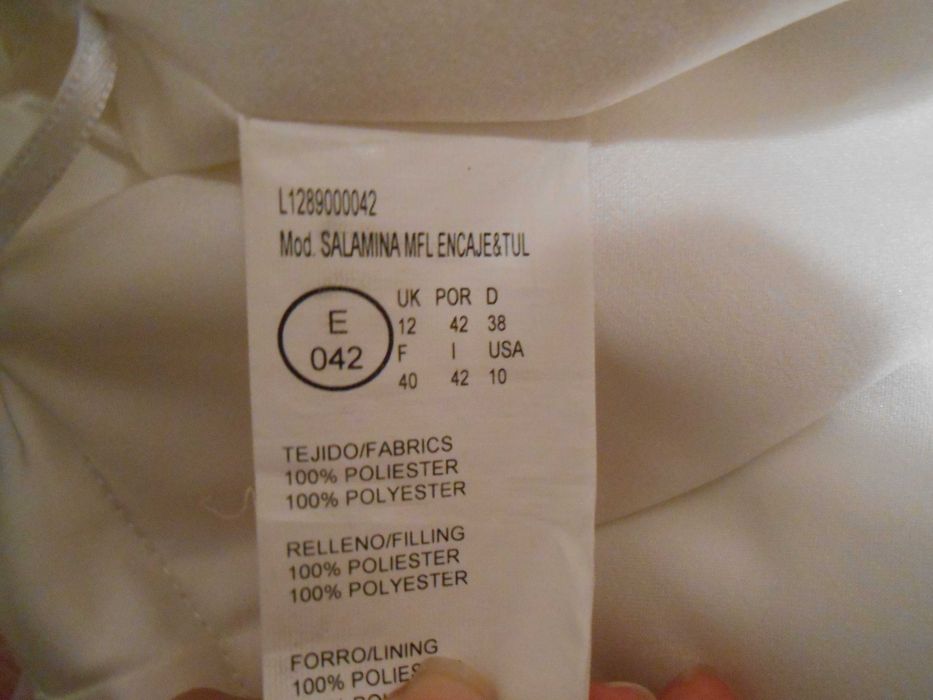 L1289000042
Mod. SALAMINA MFL ENCAJE&TUL
E
042
UK POR D
12 42 38
F I USA
40 42 10
TEJIDO/FABRICS
100% POLIESTER
100% POLYESTER
RELLENO/FILLING
100% POLIESTER
100% POLYESTER
FORRO/LINING
100%